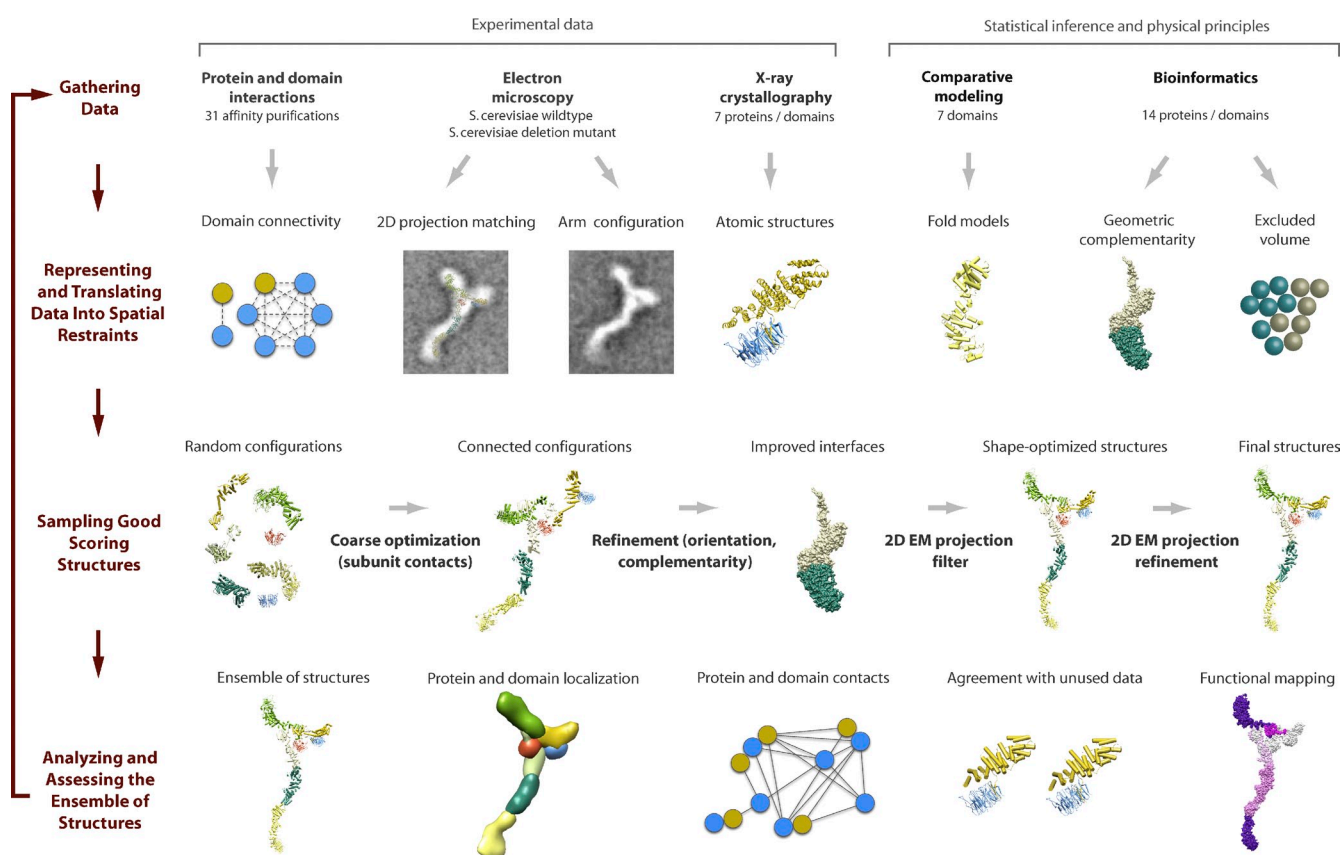 Experimental data
Statistical inference and physical principles
Gathering
Data
Protein and domain
interactions
31 affinity purifications
Electron
microscopy
S. cerevisiae wildtype
S. cerevisiae deletion mutant
X-ray
crystallography
7 proteins / domains
Comparative
modeling
7 domains
Bioinformatics
14 proteins / domains
Representing
and Translating
Data Into Spatial
Restraints
Domain connectivity
2D projection matching
Arm configuration
Atomic structures
Fold models
Geometric
complementarity
Excluded
volume
Sampling Good
Scoring
Structures
Random configurations
Coarse optimization
(subunit contacts)
Connected configurations
Refinement (orientation,
complementarity)
Improved interfaces
2D EM projection
filter
Shape-optimized structures
2D EM projection
refinement
Final structures
Analyzing and
Assessing the
Ensemble of
Structures
Ensemble of structures
Protein and domain localization
Protein and domain contacts
Agreement with unused data
Functional mapping